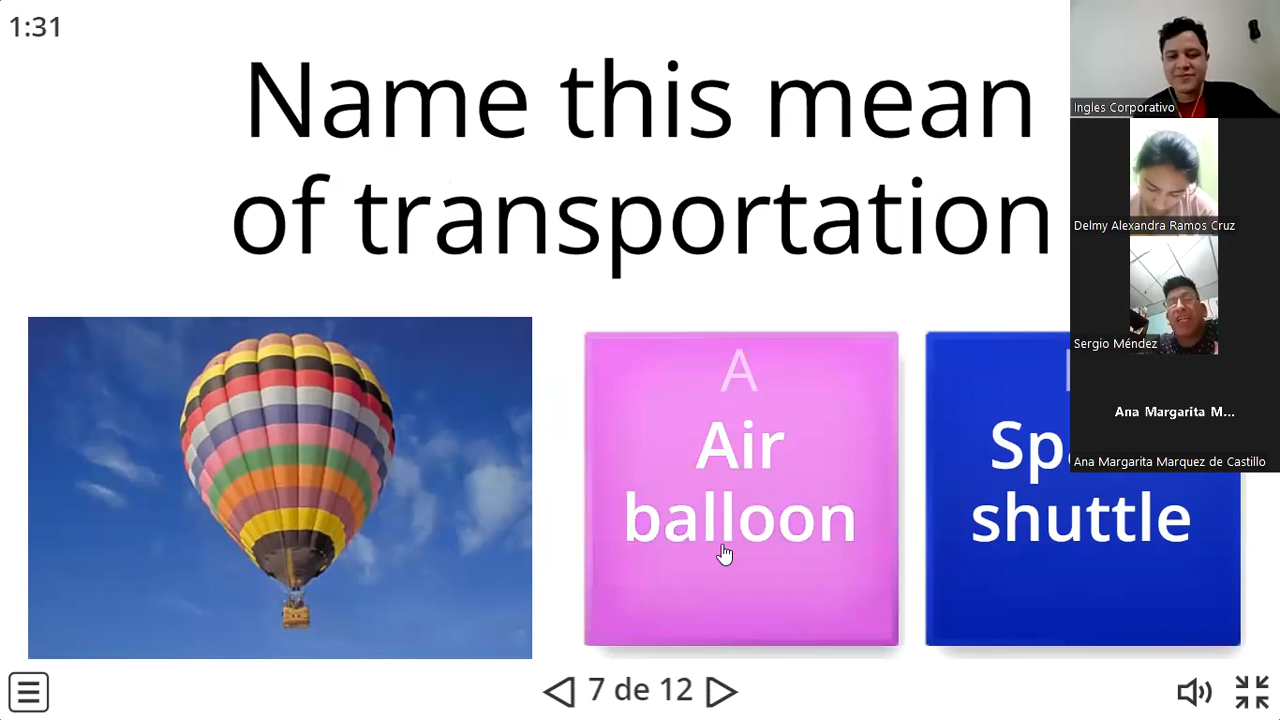 1:31
Name this mean
of transportation
A
Air
balloon
shuttle
7 de 12
Ingles Corporativo
Delmy Alexandra Ramos Cruz
Sergio Méndez
Ana Margarita M...
Ana Margarita Marquez de Castillo